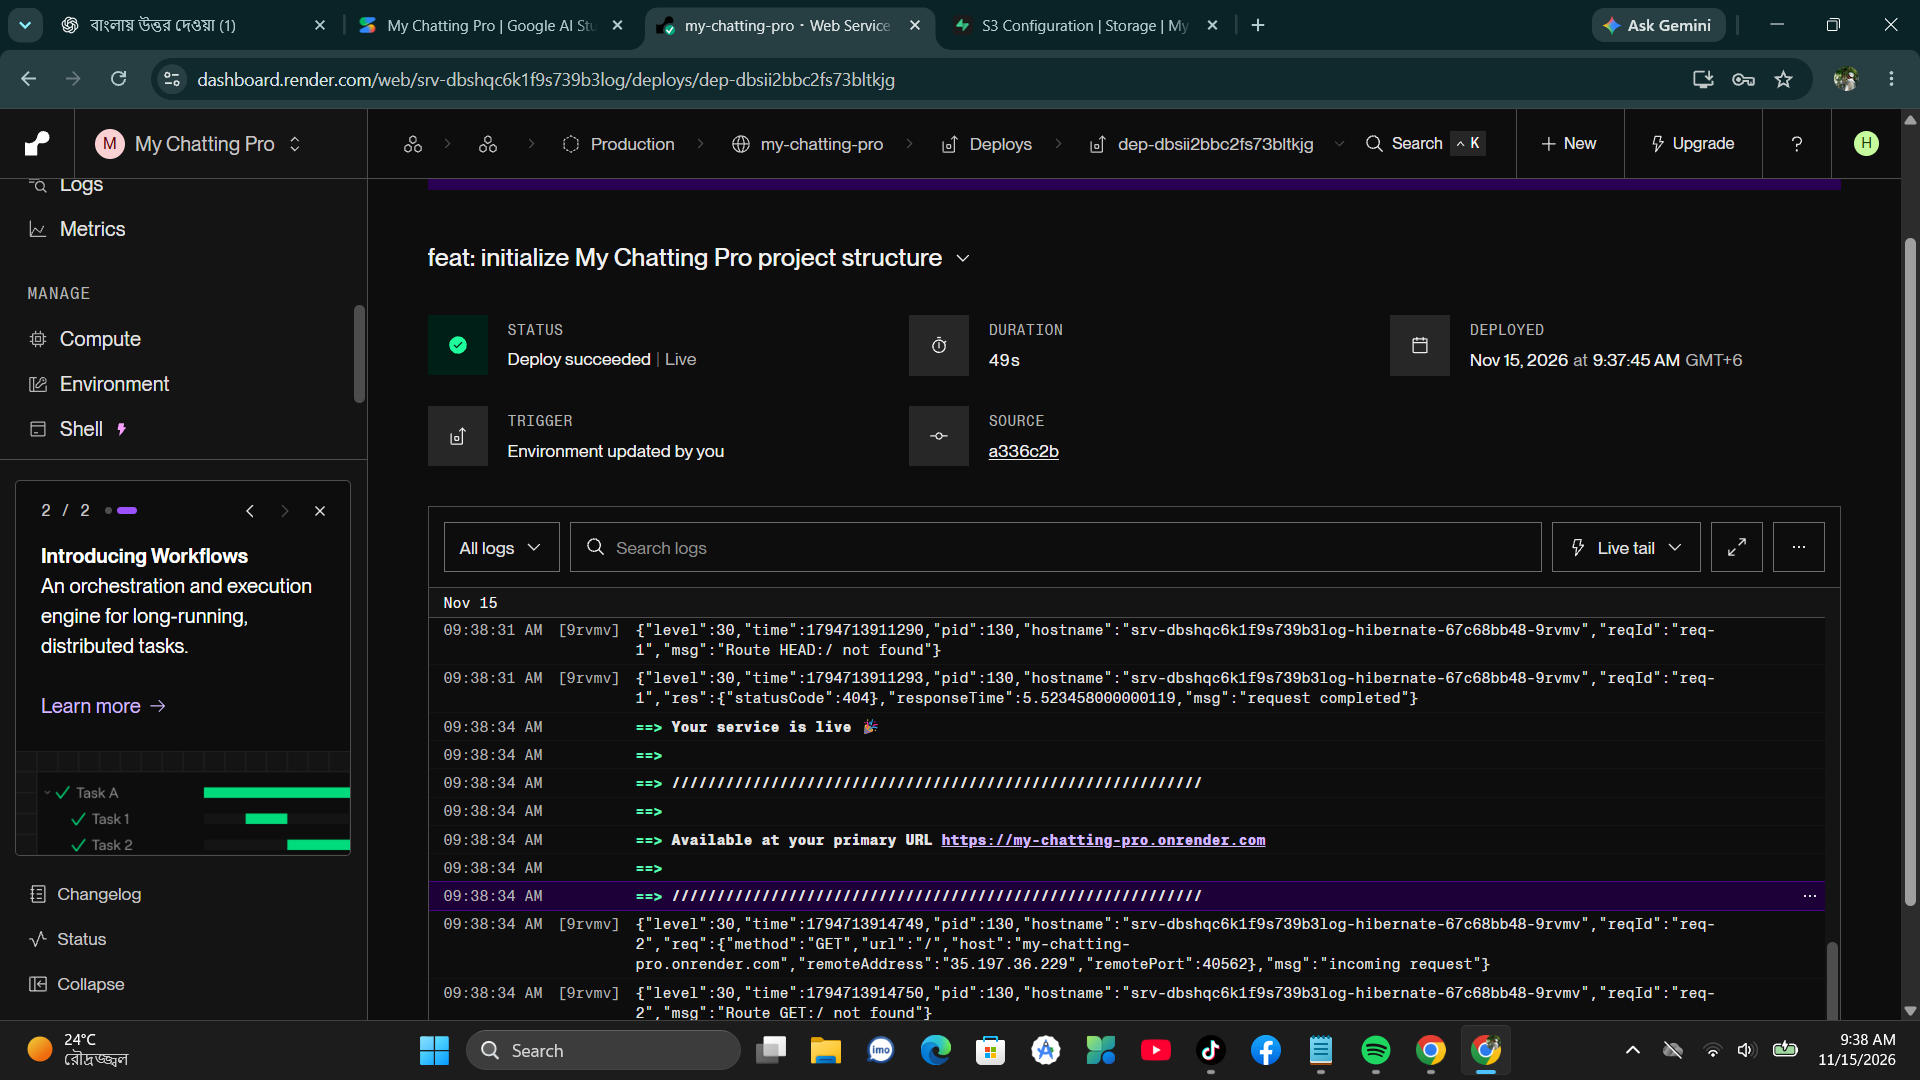 বাংলায় উত্তর দেওয়া (1)
My Chatting Pro | Google AI Stu
my-chatting-pro · Web Service
S3 Configuration | Storage | My
Ask Gemini
dashboard.render.com/web/srv-dbshqc6k1f9s739b3log/deploys/dep-dbsii2bbc2fs73bltkjg
M My Chatting Pro
Production
my-chatting-pro
Deploys
dep-dbsii2bbc2fs73bltkjg
Search ^ K
+ New
Upgrade
?
H
Logs
Metrics
MANAGE
Compute
Environment
Shell
2 / 2
Introducing Workflows
An orchestration and execution
engine for long-running,
distributed tasks.
Learn more →
Task A
Task 1
Task 2
Changelog
Status
Collapse
feat: initialize My Chatting Pro project structure
STATUS
Deploy succeeded | Live
DURATION
49s
DEPLOYED
Nov 15, 2026 at 9:37:45 AM GMT+6
TRIGGER
Environment updated by you
SOURCE
a336c2b
All logs
Search logs
Live tail
...
Nov 15
09:38:31 AM [9rvmv] {"level":30,"time":1794713911290,"pid":130,"hostname":"srv-dbshqc6k1f9s739b3log-hibernate-67c68bb48-9rvmv","reqId":"req-
1","msg":"Route HEAD:/ not found"}
09:38:31 AM [9rvmv] {"level":30,"time":1794713911293,"pid":130,"hostname":"srv-dbshqc6k1f9s739b3log-hibernate-67c68bb48-9rvmv","reqId":"req-
1","res":{"statusCode":404},"responseTime":5.523458000000119,"msg":"request completed"}
09:38:34 AM ==> Your service is live 🎉
09:38:34 AM ==>
09:38:34 AM ==> ///////////////////////////////////////////////////////////
09:38:34 AM ==>
09:38:34 AM ==> Available at your primary URL https://my-chatting-pro.onrender.com
09:38:34 AM ==>
09:38:34 AM ==> /////////////////////////////////////////////////////////// ...
09:38:34 AM [9rvmv] {"level":30,"time":1794713914749,"pid":130,"hostname":"srv-dbshqc6k1f9s739b3log-hibernate-67c68bb48-9rvmv","reqId":"req-
2","req":{"method":"GET","url":"/","host":"my-chatting-
pro.onrender.com","remoteAddress":"35.197.36.229","remotePort":40562},"msg":"incoming request"}
09:38:34 AM [9rvmv] {"level":30,"time":1794713914750,"pid":130,"hostname":"srv-dbshqc6k1f9s739b3log-hibernate-67c68bb48-9rvmv","reqId":"req-
2","msg":"Route GET:/ not found"}
24°C
রৌদ্রজ্জ্বল
Search
imo
9:38 AM
11/15/2026